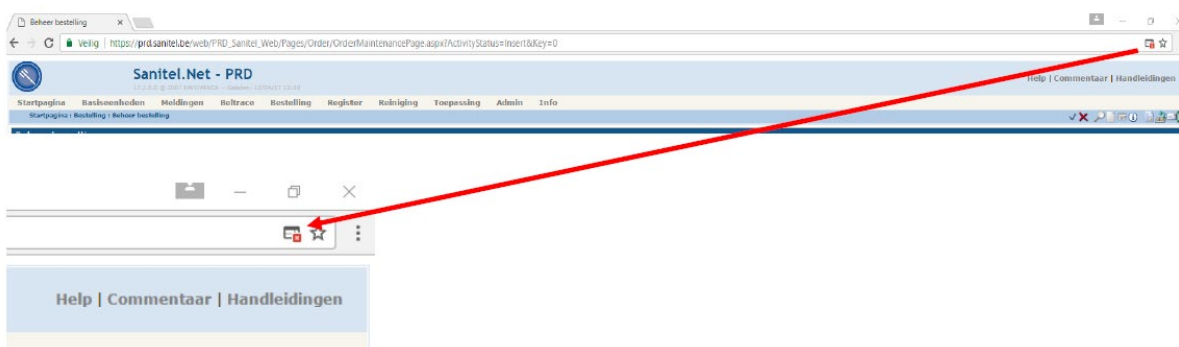 Beheer bestelling
Veilig | https://prd.sanitel.be/web/PRD_Sanitel_Web/Pages/Order/OrderMaintenancePage.aspx?ActivityStatus=Insert&Key=0
Sanitel.Net - PRD
Help | Commentaar | Handleidingen
Startpagina Basiseenheden Meldingen Beltrace Bestelling Register Reiniging Toepassing Admin Info
Startpagina : Bestelling : Beheer bestelling
Help | Commentaar | Handleidingen